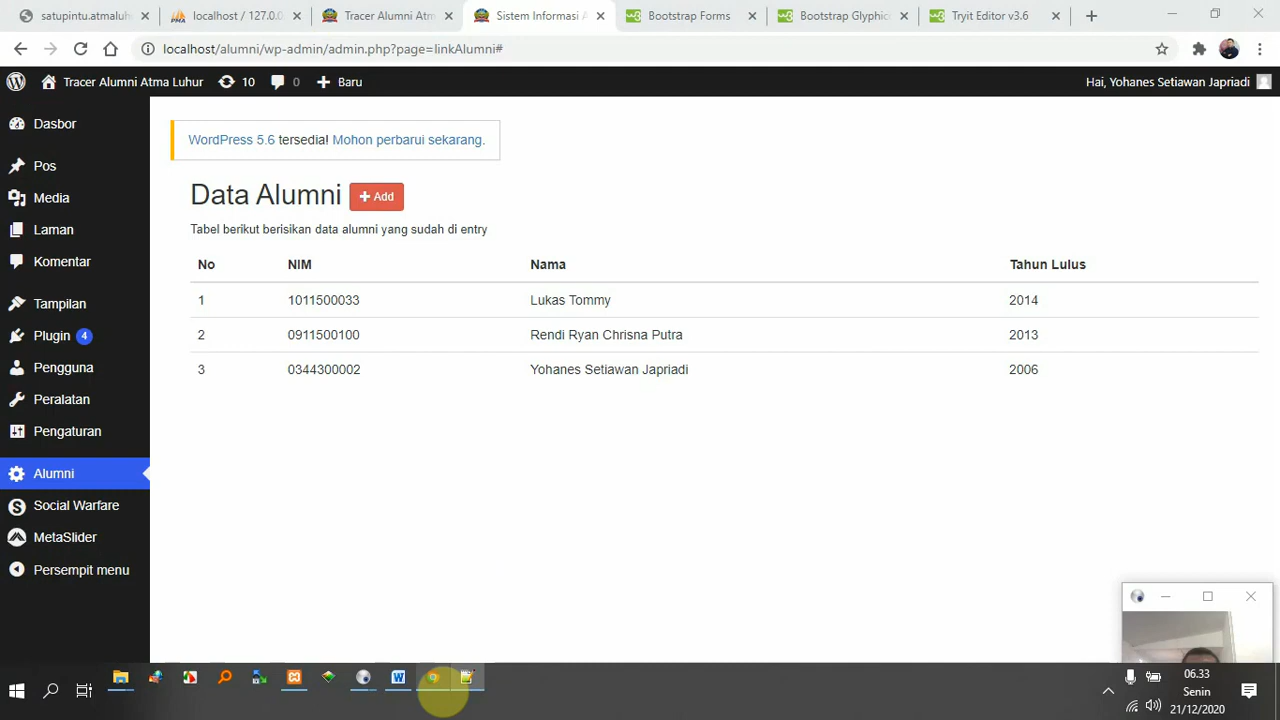 satupintu.atmaluh
localhost / 127.0.0
Tracer Alumni Atm
Sistem Informasi A
Bootstrap Forms
Bootstrap Glyphic
Tryit Editor v3.6
localhost/alumni/wp-admin/admin.php?page=linkAlumni#
Tracer Alumni Atma Luhur 10 0 Baru
Hai, Yohanes Setiawan Japriadi
Dasbor
Pos
Media
Laman
Komentar
Tampilan
Plugin 4
Pengguna
Peralatan
Pengaturan
Alumni
Social Warfare
MetaSlider
Persempit menu
WordPress 5.6 tersedia! Mohon perbarui sekarang.
Data Alumni Add
Tabel berikut berisikan data alumni yang sudah di entry
No NIM Nama Tahun Lulus
1 1011500033 Lukas Tommy 2014
2 0911500100 Rendi Ryan Chrisna Putra 2013
3 0344300002 Yohanes Setiawan Japriadi 2006
06.33
Senin
21/12/2020